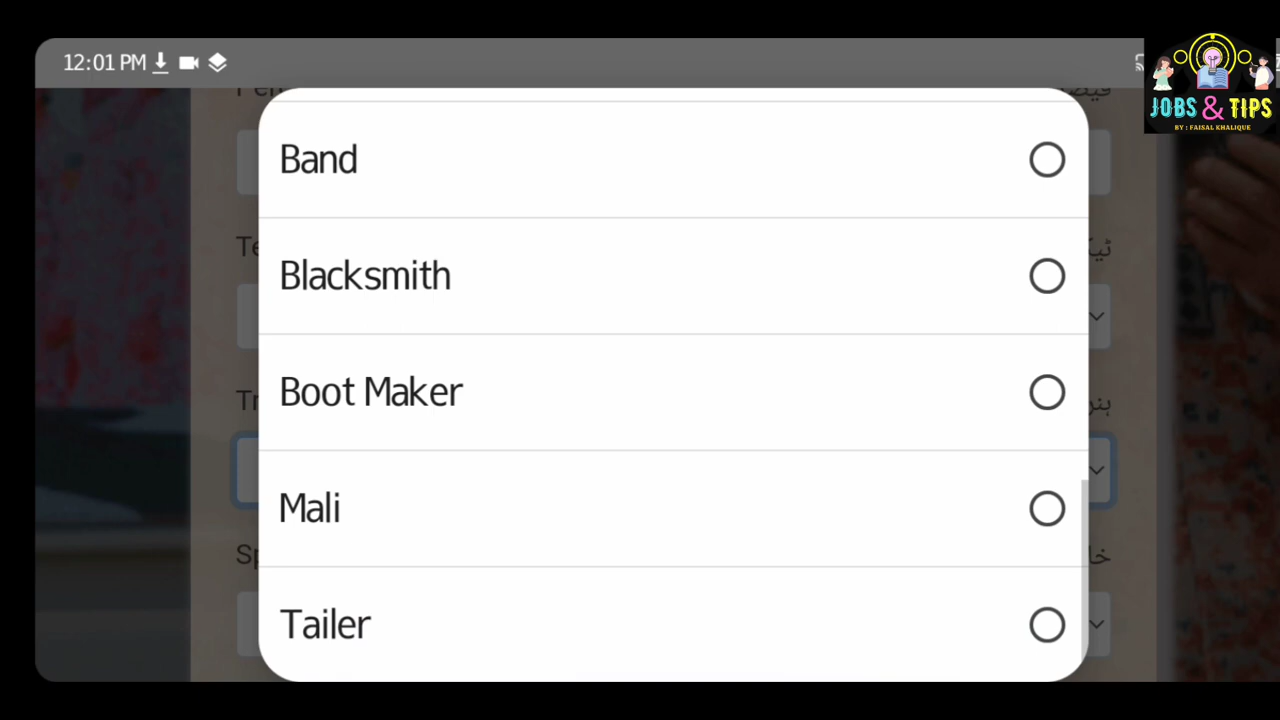 12:01 PM
JOBS & TIPS
BY : FAISAL KHALIQUE
Band
Blacksmith
Boot Maker
Mali
Tailer